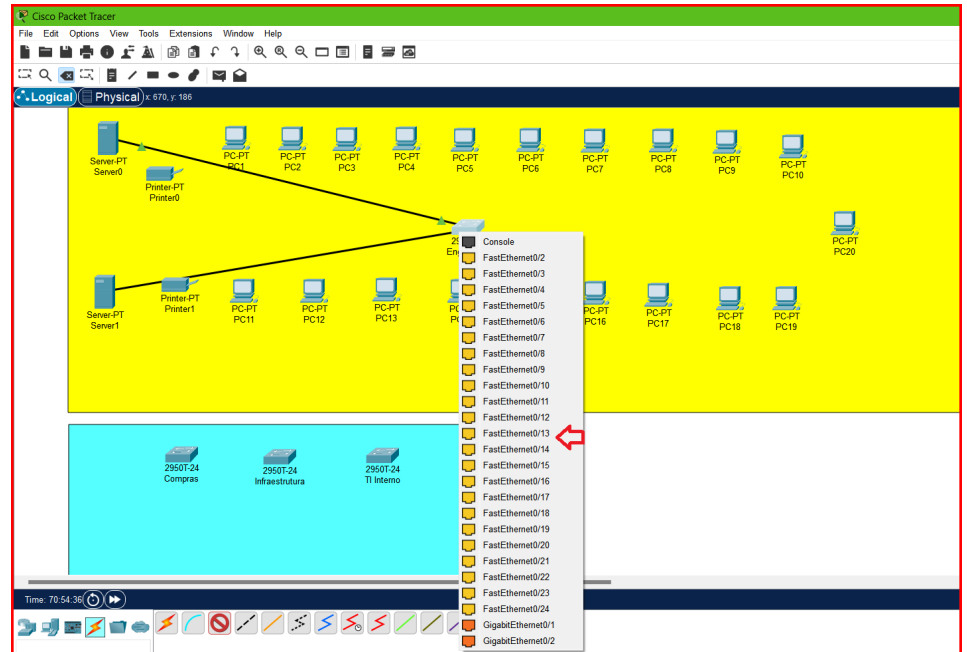 Cisco Packet Tracer
File Edit Options View Tools Extensions Window Help
Logical Physical x: 670, y: 186
Server-PT
Server0
Printer-PT
Printer0
PC-PT
PC1
PC-PT
PC2
PC-PT
PC3
PC-PT
PC4
PC-PT
PC5
PC-PT
PC6
PC-PT
PC7
PC-PT
PC8
PC-PT
PC9
PC-PT
PC10
PC-PT
PC20
Server-PT
Server1
Printer-PT
Printer1
PC-PT
PC11
PC-PT
PC12
PC-PT
PC13
PC-PT
PC16
PC-PT
PC17
PC-PT
PC18
PC-PT
PC19
Console
FastEthernet0/2
FastEthernet0/3
FastEthernet0/4
FastEthernet0/5
FastEthernet0/6
FastEthernet0/7
FastEthernet0/8
FastEthernet0/9
FastEthernet0/10
FastEthernet0/11
FastEthernet0/12
FastEthernet0/13
FastEthernet0/14
FastEthernet0/15
FastEthernet0/16
FastEthernet0/17
FastEthernet0/18
FastEthernet0/19
FastEthernet0/20
FastEthernet0/21
FastEthernet0/22
FastEthernet0/23
FastEthernet0/24
GigabitEthernet0/1
GigabitEthernet0/2
2950T-24
Compras
2950T-24
Infraestrutura
2950T-24
TI Interno
Time: 70:54:36